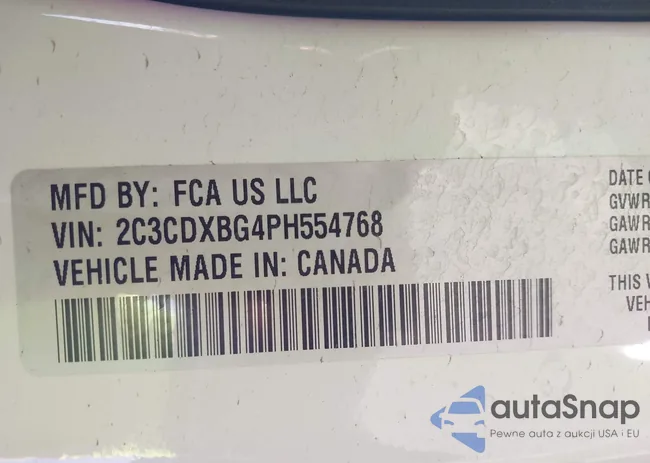 MFD BY: FCA US LLC
VIN: 2C3CDXBG4PH554768
VEHICLE MADE IN: CANADA
DATE O
GVWR
GAWR
GAWR
THIS V
VEH
autaSnap
Pewne auta z aukcji USA i EU